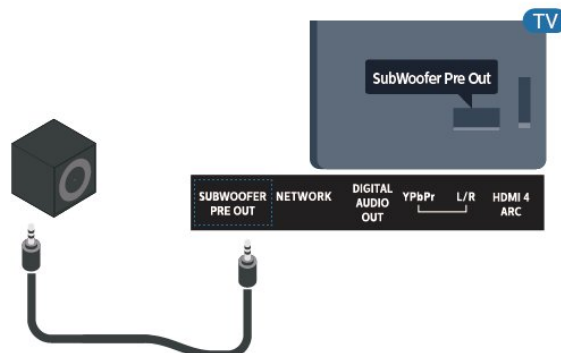 TV
SubWoofer Pre Out
SUBWOOFER
PRE OUT
NETWORK
DIGITAL
AUDIO
OUT
YPbPr
L/R
HDMI 4
ARC